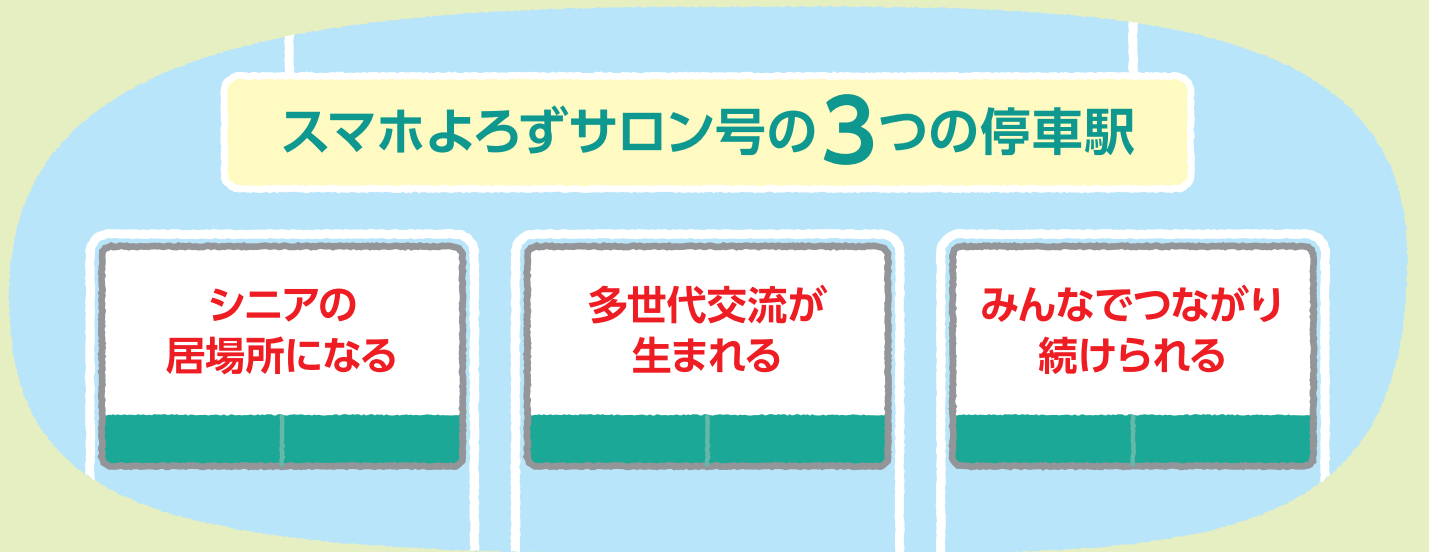 スマホよろずサロン号の3つの停車駅
シニアの
居場所になる
多世代交流が
生まれる
みんなでつながり
続けられる